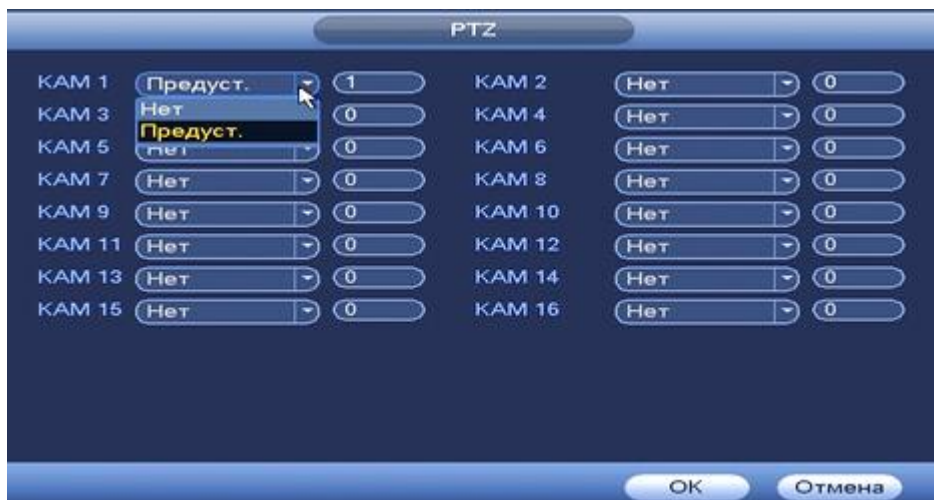 PTZ
КАМ 1 Предуст. 1 КАМ 2 Нет 0
КАМ 3 Нет 0 КАМ 4 Нет 0
Предуст.
КАМ 5 Нет 0 КАМ 6 Нет 0
КАМ 7 Нет 0 КАМ 8 Нет 0
КАМ 9 Нет 0 КАМ 10 Нет 0
КАМ 11 Нет 0 КАМ 12 Нет 0
КАМ 13 Нет 0 КАМ 14 Нет 0
КАМ 15 Нет 0 КАМ 16 Нет 0
OK Отмена